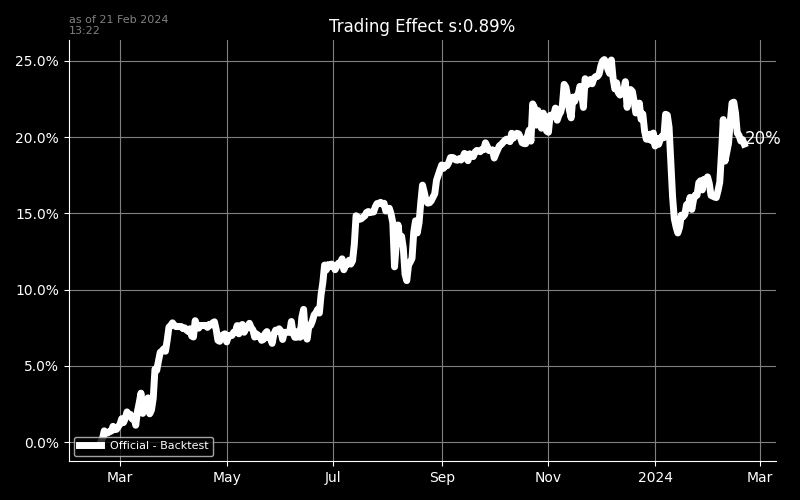 as of 21 Feb 2024
13:22
Trading Effect s:0.89%
25.0%
20.0%
15.0%
10.0%
5.0%
0.0%
20%
Official - Backtest
Mar
May
Jul
Sep
Nov
2024
Mar